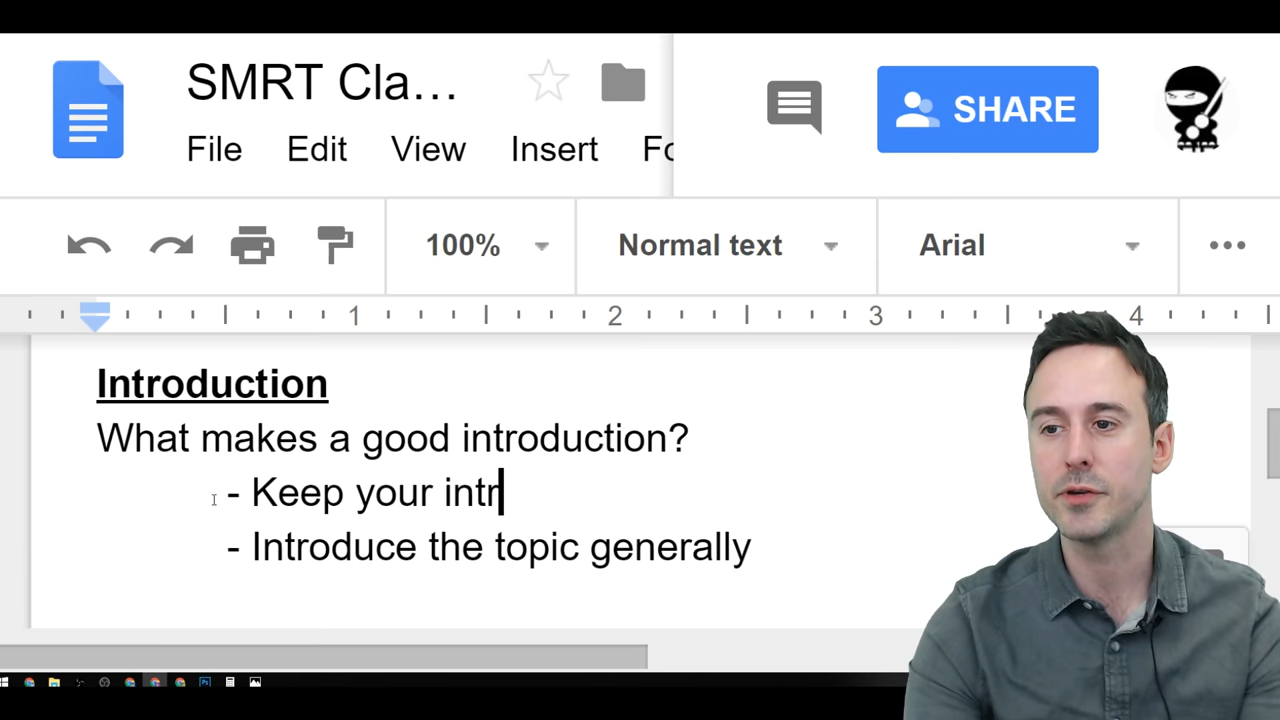 SMRT Cla…
SHARE
File Edit View Insert Fo
100% Normal text Arial
1 2 3 4
Introduction
What makes a good introduction?
- Keep your intr
- Introduce the topic generally